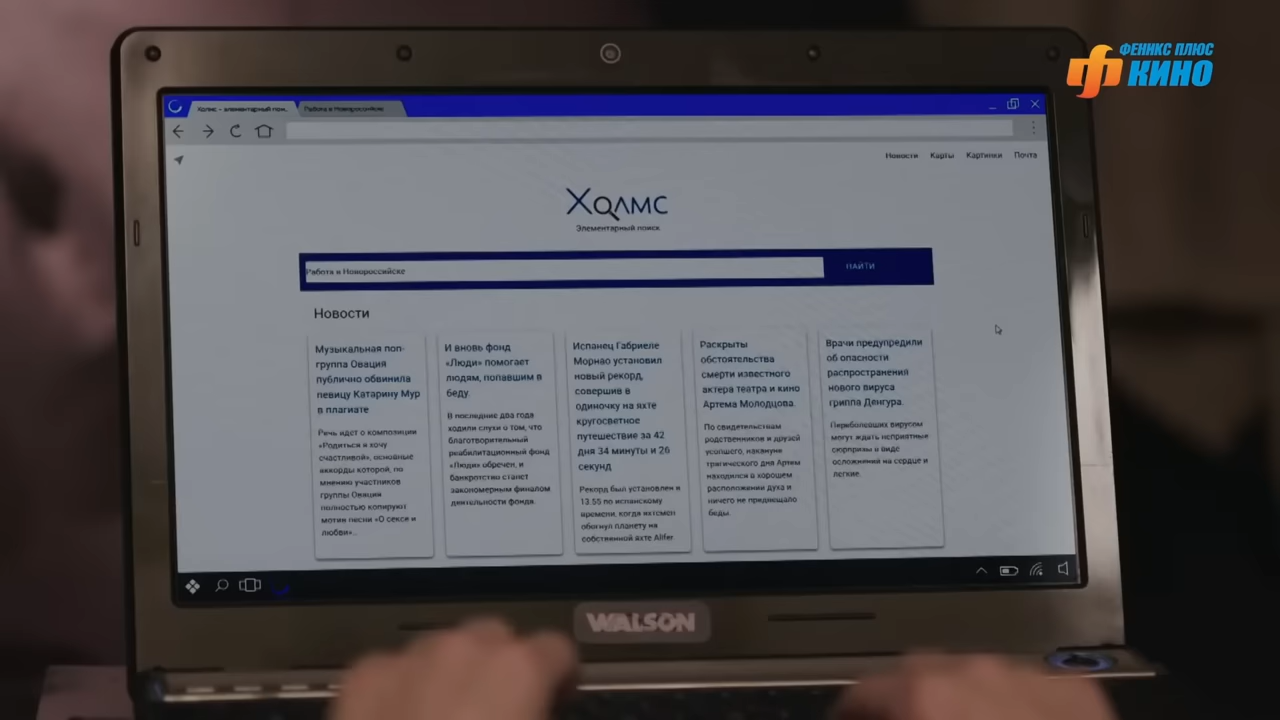 ФЕНИКС ПЛЮС
КИНО
Холмс - элементарный пои..
Работа в Новороссийске
Новости Карты Картинки Почта
ХОЛМС
Элементарный поиск
Работа в Новороссийске
НАЙТИ
Новости
Музыкальная поп-
группа Овация
публично обвинила
певицу Катарину Мур
в плагиате
Речь идет о композиции
«Родиться я хочу
счастливой», основные
аккорды которой, по
мнению участников
группы Овация
полностью копируют
мотив песни «О сексе и
любви»...
И вновь фонд
«Люди» помогает
людям, попавшим в
беду.
В последние два года
ходили слухи о том, что
благотворительный
реабилитационный фонд
«Люди» обречен, и
банкротство станет
закономерным финалом
деятельности фонда.
Испанец Габриеле
Морнао установил
новый рекорд,
совершив в
одиночку на яхте
кругосветное
путешествие за 42
дня 34 минуты и 26
секунд
Рекорд был установлен в
13.55 по испанскому
времени, когда яхтсмен
обогнул планету на
собственной яхте Alifer
Раскрыты
обстоятельства
смерти известного
актера театра и кино
Артема Молодцова.
По свидетельствам
родственников и друзей
усопшего, накануне
трагического дня Артем
находился в хорошем
расположении духа и
ничего не предвещало
беды.
Врачи предупредили
об опасности
распространения
нового вируса
гриппа Денгура.
Переболевших вирусом
могут ждать неприятные
сюрпризы в виде
осложнений на сердце и
легкие.
WALSON